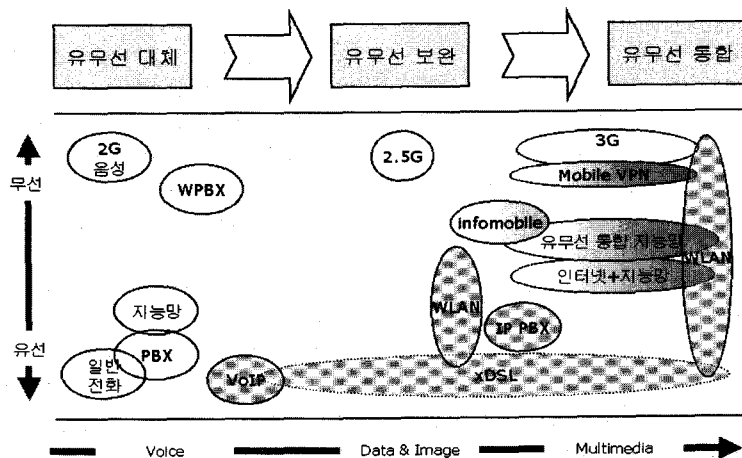 유무선 대체
유무선 보완
유무선 통합
무선
유선
2G
음성
WPBX
2.5G
3G
Mobile VPN
infomobile
유무선 통합 지능망
인터넷+지능망
WLAN
WLAN
IP PBX
지능망
PBX
일반
전화
VoIP
xDSL
Voice
Data & Image
Multimedia